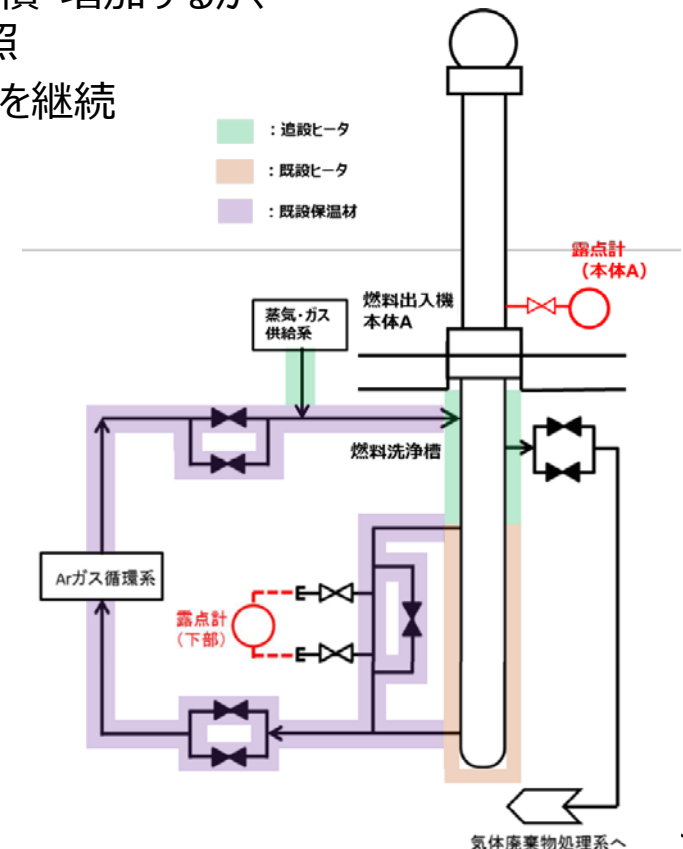 増加するが、
照
を継続
：追設ヒータ
：既設ヒータ
：既設保温材
露点計
（本体A）
燃料出入機
本体A
蒸気・ガス
供給系
燃料洗浄槽
Arガス循環系
露点計
（下部）
気体廃棄物処理系へ